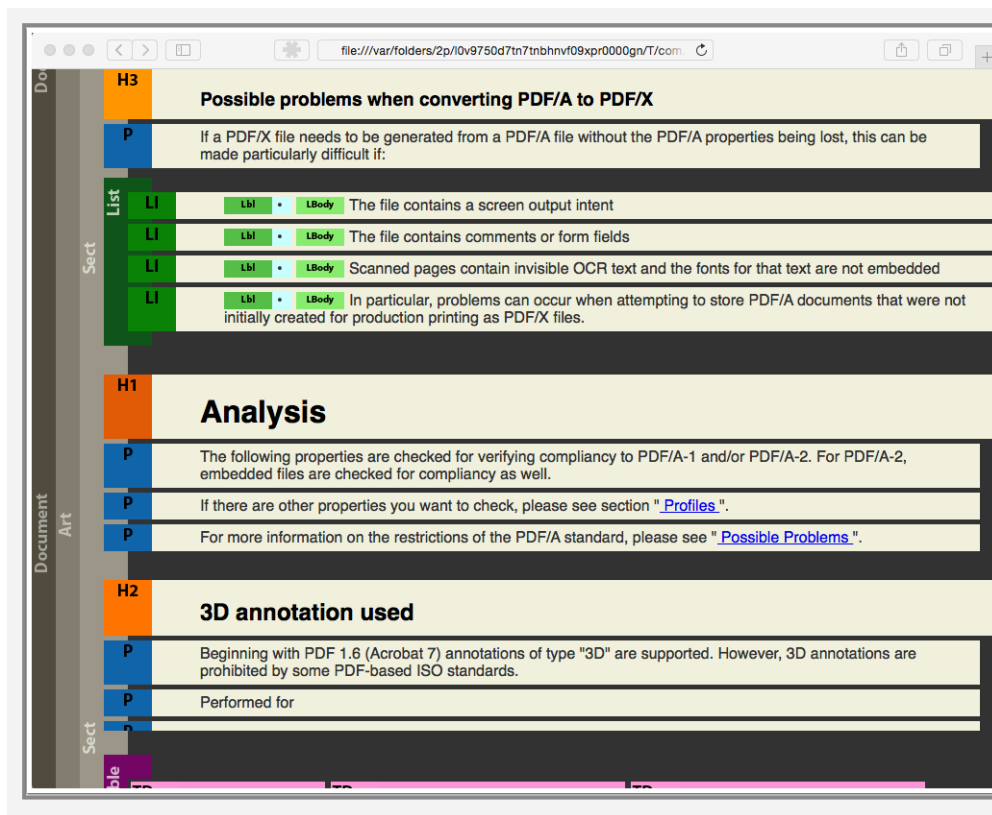 file:///var/folders/2p/l0v9750d7tn7tnbhnvf09xpr0000gn/T/com
Doc
H3
Possible problems when converting PDF/A to PDF/X
P
If a PDF/X file needs to be generated from a PDF/A file without the PDF/A properties being lost, this can be
made particularly difficult if:
List
Sect
LI Lbl • LBody The file contains a screen output intent
LI Lbl • LBody The file contains comments or form fields
LI Lbl • LBody Scanned pages contain invisible OCR text and the fonts for that text are not embedded
LI Lbl • LBody In particular, problems can occur when attempting to store PDF/A documents that were not
initially created for production printing as PDF/X files.
H1
Analysis
P
The following properties are checked for verifying compliancy to PDF/A-1 and/or PDF/A-2. For PDF/A-2,
embedded files are checked for compliancy as well.
P If there are other properties you want to check, please see section " Profiles ".
P For more information on the restrictions of the PDF/A standard, please see " Possible Problems ".
Document
Art
H2
3D annotation used
P
Beginning with PDF 1.6 (Acrobat 7) annotations of type "3D" are supported. However, 3D annotations are
prohibited by some PDF-based ISO standards.
P Performed for
P
Sect
TD TD TD